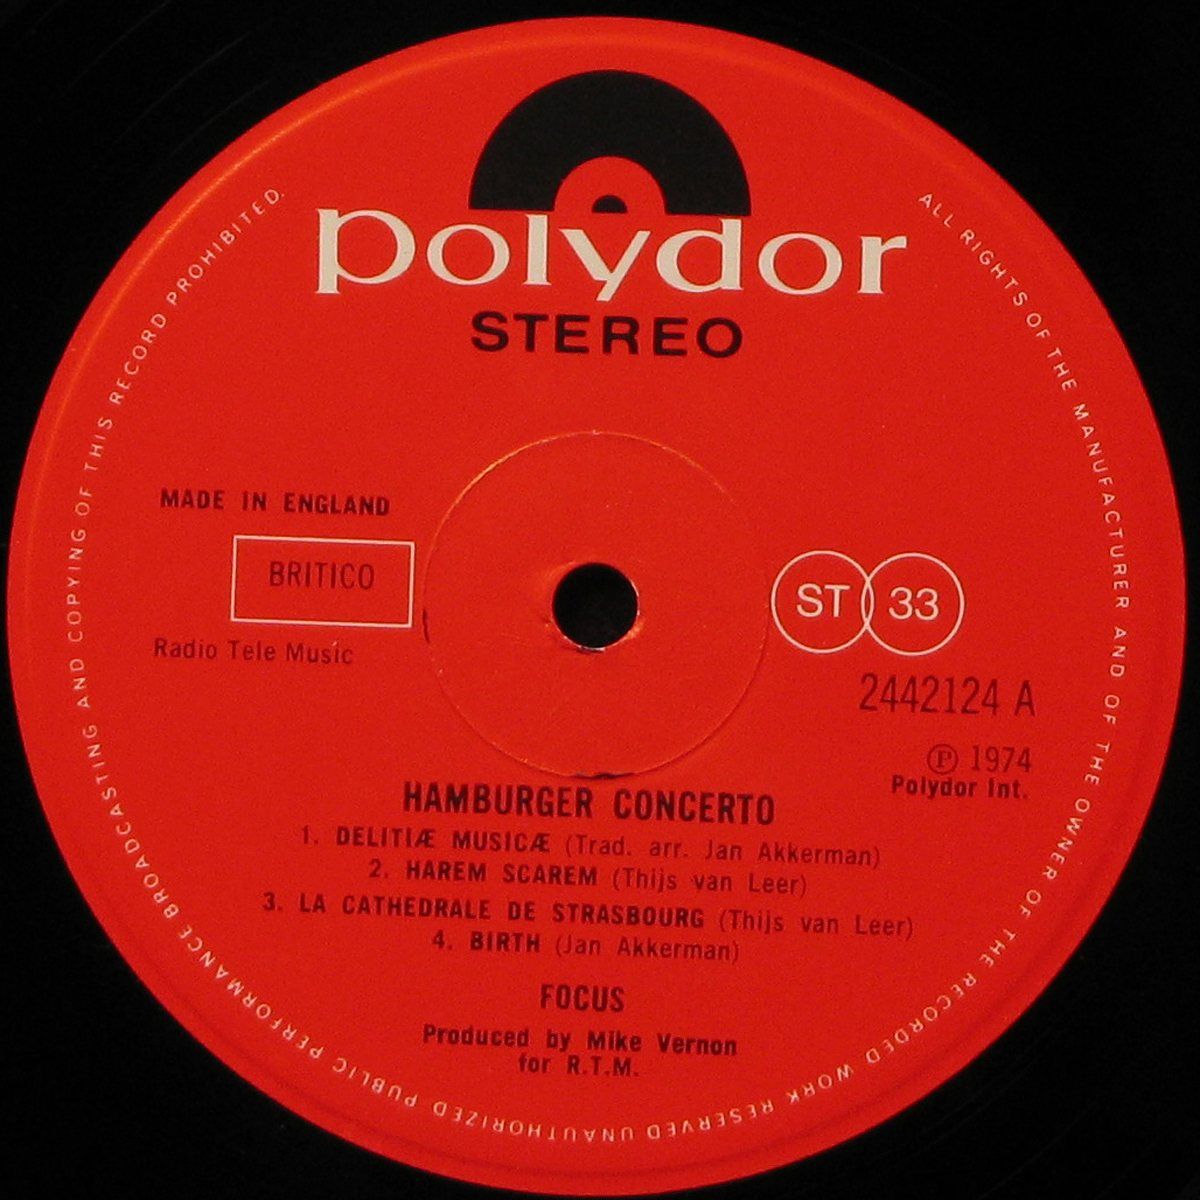 polydor
STEREO
MADE IN ENGLAND
BRITICO
Radio Tele Music
ST 33
2442124 A
Ⓟ 1974
Polydor Int.
HAMBURGER CONCERTO
1. DELITIÆ MUSICÆ (Trad. arr. Jan Akkerman)
2. HAREM SCAREM (Thijs van Leer)
3. LA CATHEDRALE DE STRASBOURG (Thijs van Leer)
4. BIRTH (Jan Akkerman)
FOCUS
Produced by Mike Vernon
for R.T.M.
ALL RIGHTS OF THE MANUFACTURER AND OF THE OWNER OF THE RECORDED WORK RESERVED UNAUTHORIZED PUBLIC PERFORMANCE BROADCASTING AND COPYING OF THIS RECORD PROHIBITED.